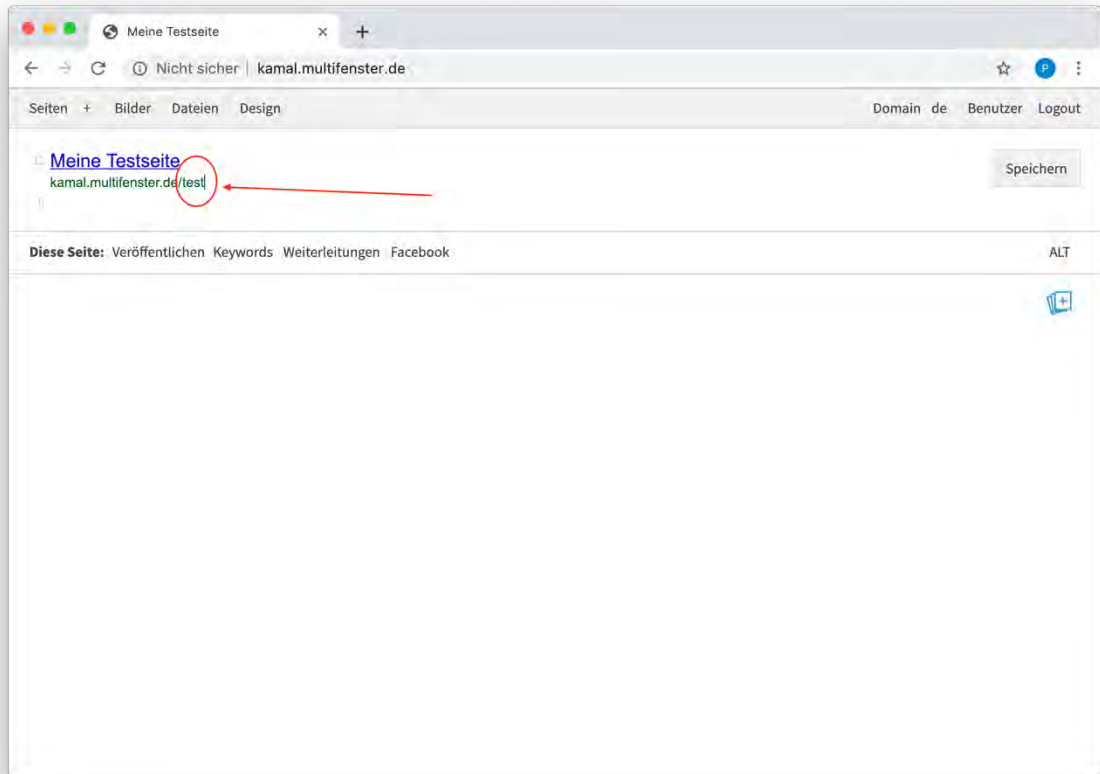 Meine Testseite × +
Nicht sicher | kamal.multifenster.de P
Seiten + Bilder Dateien Design Domain de Benutzer Logout
Meine Testseite
kamal.multifenster.de/test
Speichern
Diese Seite: Veröffentlichen Keywords Weiterleitungen Facebook ALT